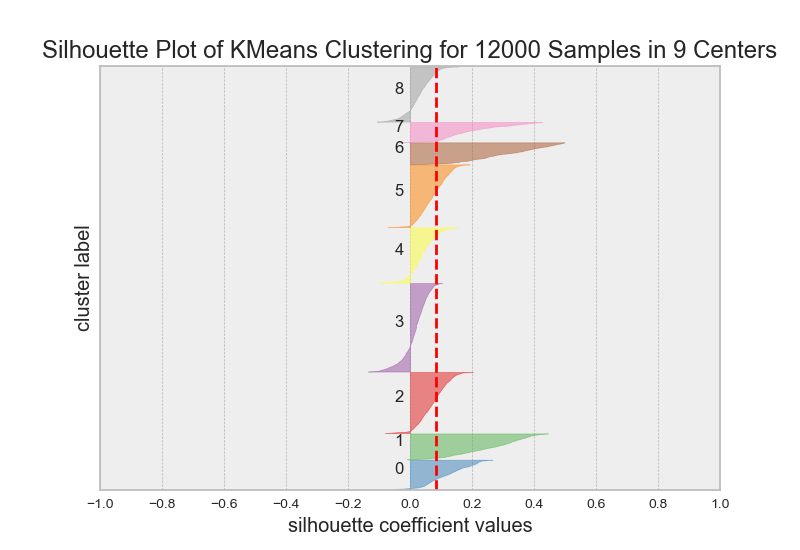 Silhouette Plot of KMeans Clustering for 12000 Samples in 9 Centers
8
7
6
5
4
3
2
1
0
cluster label
−1.0 −0.8 −0.6 −0.4 −0.2 0.0 0.2 0.4 0.6 0.8 1.0
silhouette coefficient values